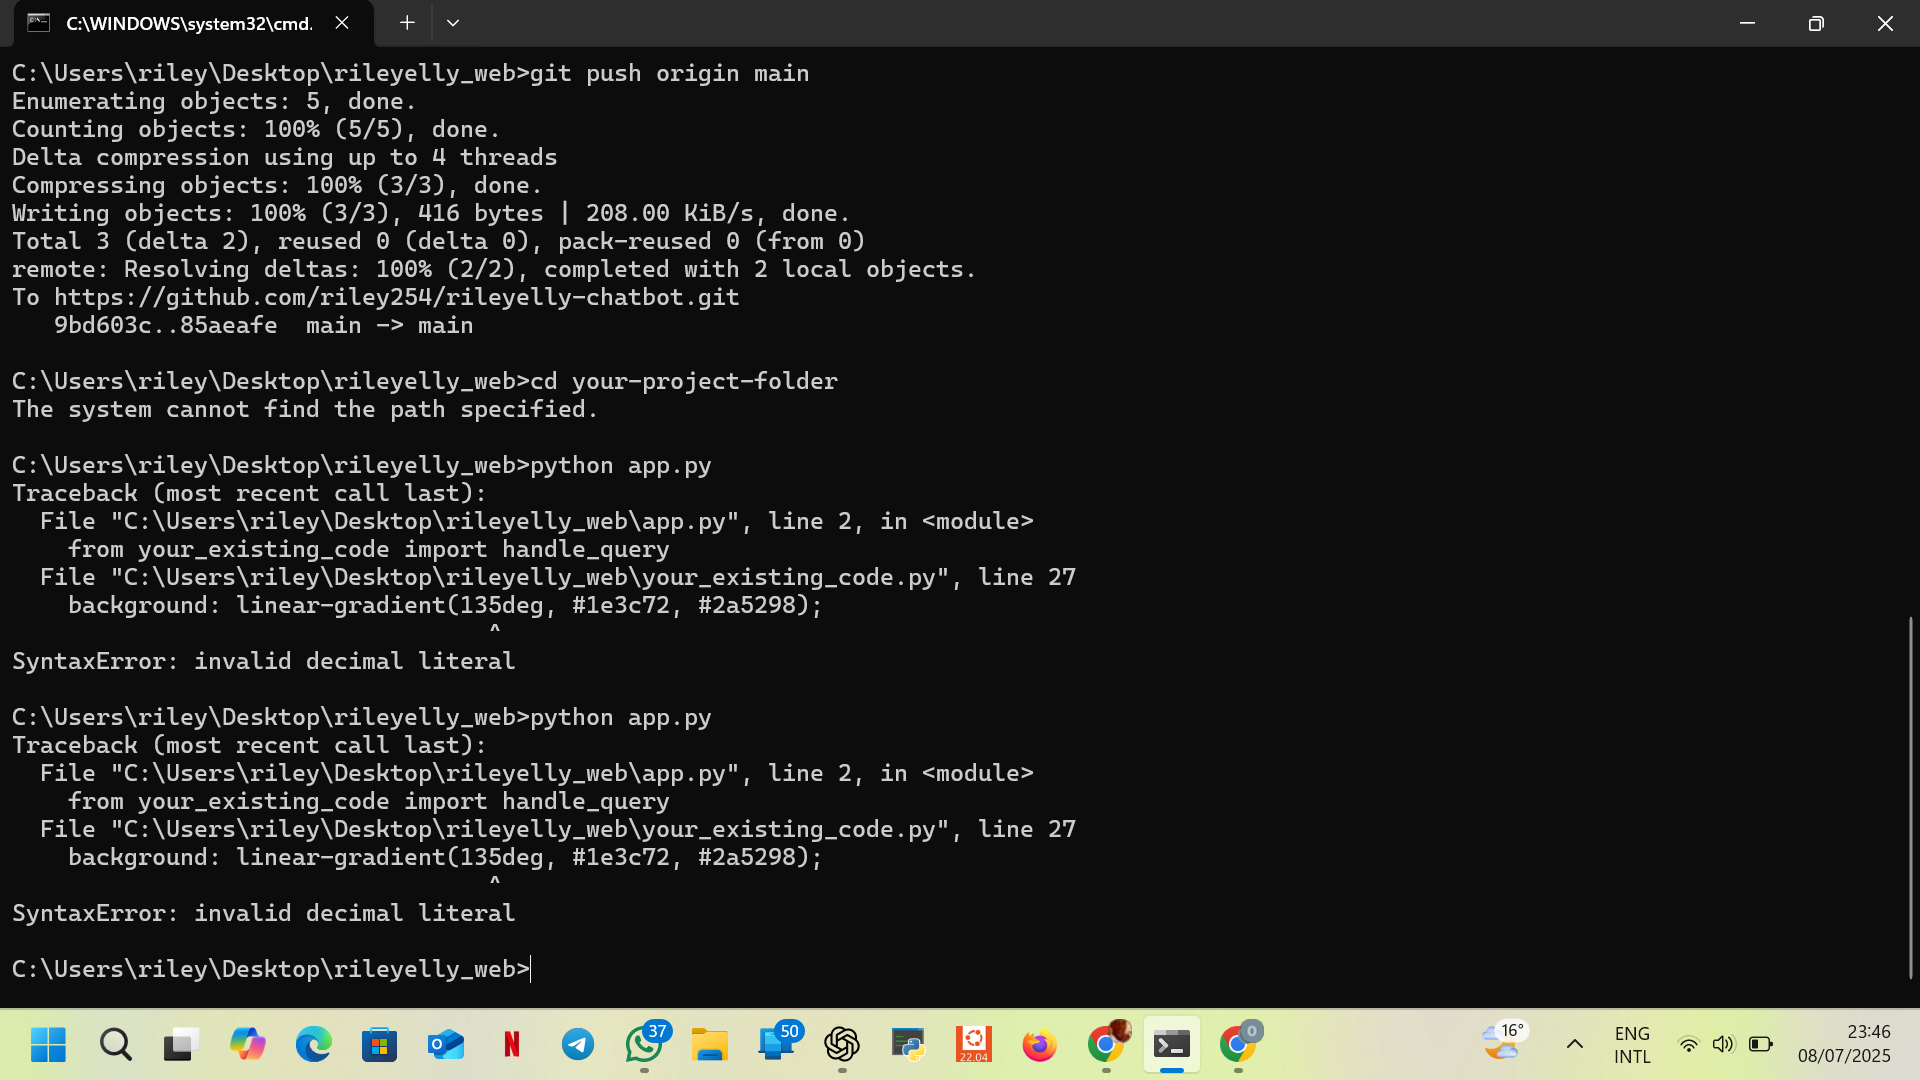 C:\WINDOWS\system32\cmd.
C:\Users\riley\Desktop\rileyelly_web>git push origin main
Enumerating objects: 5, done.
Counting objects: 100% (5/5), done.
Delta compression using up to 4 threads
Compressing objects: 100% (3/3), done.
Writing objects: 100% (3/3), 416 bytes | 208.00 KiB/s, done.
Total 3 (delta 2), reused 0 (delta 0), pack-reused 0 (from 0)
remote: Resolving deltas: 100% (2/2), completed with 2 local objects.
To https://github.com/riley254/rileyelly-chatbot.git
   9bd603c..85aeafe  main -> main
C:\Users\riley\Desktop\rileyelly_web>cd your-project-folder
The system cannot find the path specified.
C:\Users\riley\Desktop\rileyelly_web>python app.py
Traceback (most recent call last):
  File "C:\Users\riley\Desktop\rileyelly_web\app.py", line 2, in <module>
    from your_existing_code import handle_query
  File "C:\Users\riley\Desktop\rileyelly_web\your_existing_code.py", line 27
    background: linear-gradient(135deg, #1e3c72, #2a5298);
                                  ^
SyntaxError: invalid decimal literal
C:\Users\riley\Desktop\rileyelly_web>python app.py
Traceback (most recent call last):
  File "C:\Users\riley\Desktop\rileyelly_web\app.py", line 2, in <module>
    from your_existing_code import handle_query
  File "C:\Users\riley\Desktop\rileyelly_web\your_existing_code.py", line 27
    background: linear-gradient(135deg, #1e3c72, #2a5298);
                                  ^
SyntaxError: invalid decimal literal
C:\Users\riley\Desktop\rileyelly_web>
N
37
50
22.04
0
16°
ENG
INTL
23:46
08/07/2025